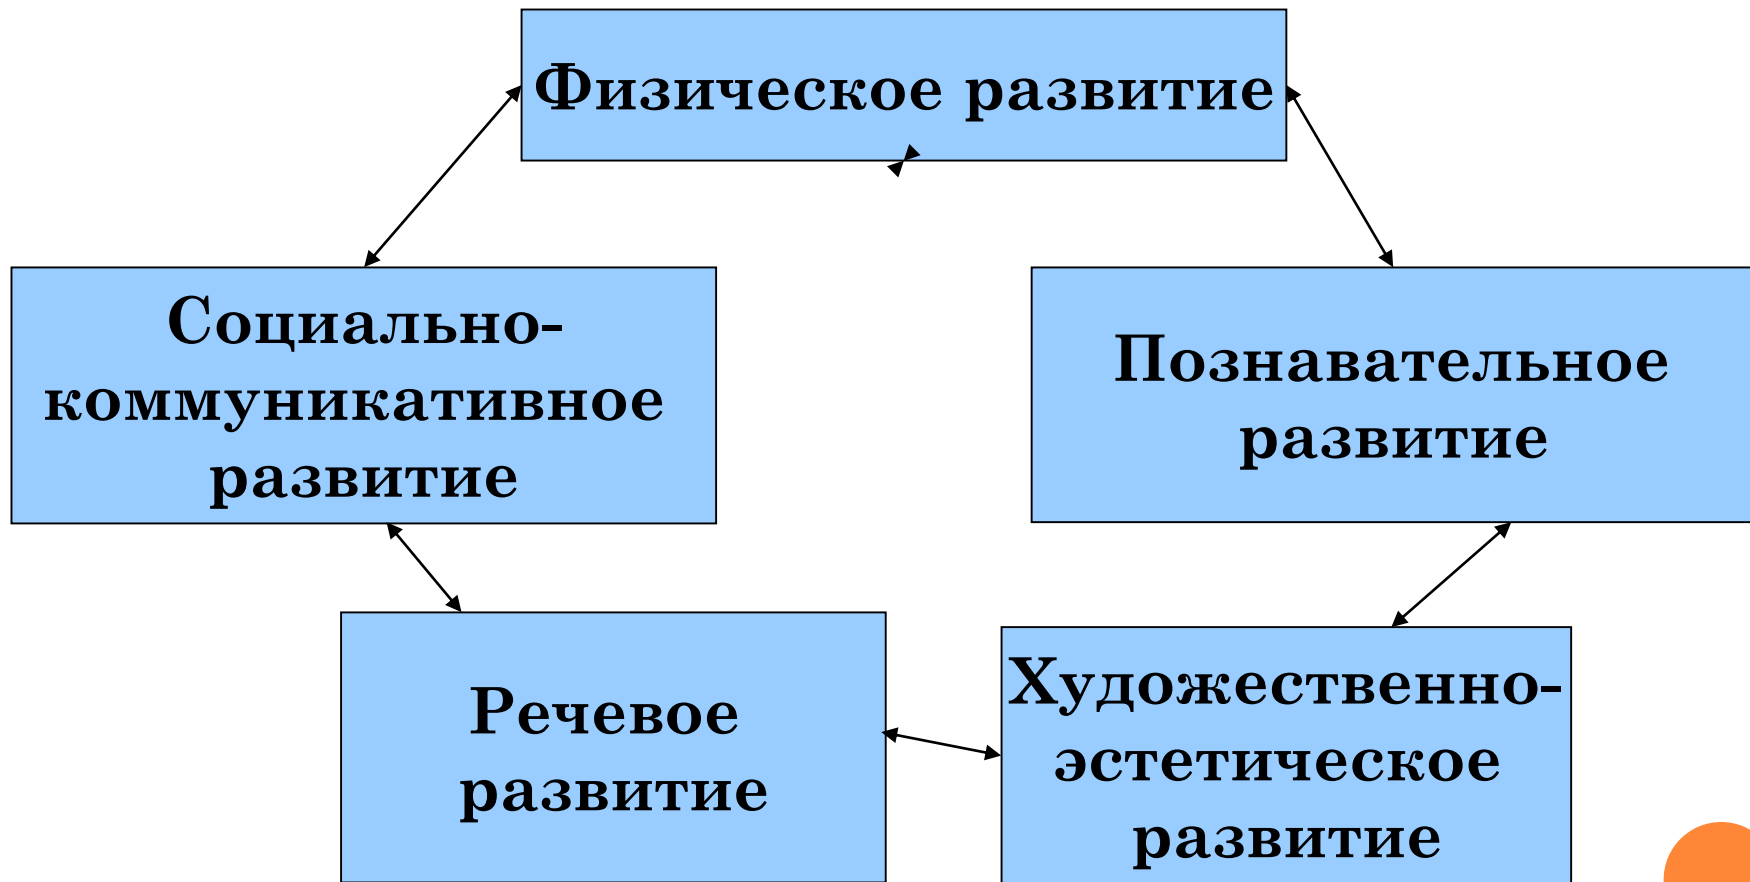 Физическое развитие
Социально-
коммуникативное
развитие
Познавательное
развитие
Речевое
развитие
Художественно-
эстетическое
развитие